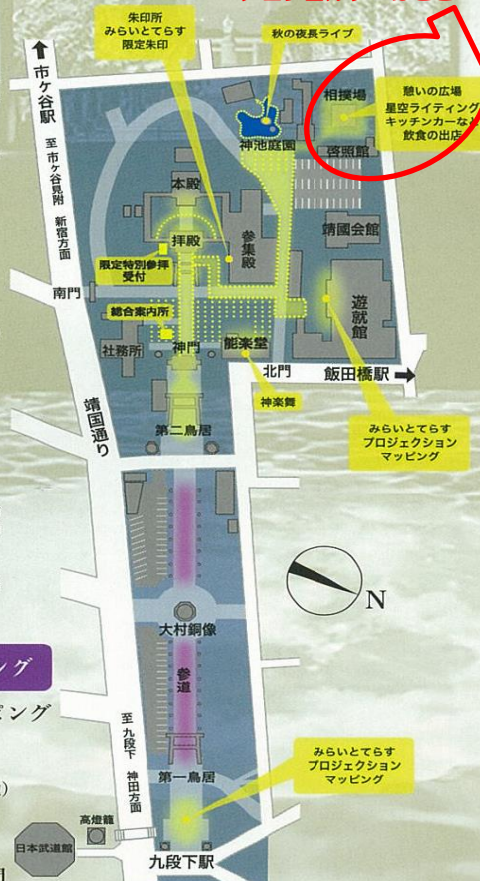 朱印所
みらいとてらす
限定朱印
秋の夜長ライブ
市ヶ谷駅
至 市ヶ谷見附 新宿方面
相撲場
憩いの広場
星空ライティング
キッチンカーなど
飲食の出店
神池庭園
啓照館
本殿
拝殿
参集殿
靖國会館
限定特別参拝
受付
南門
遊就館
総合案内所
社務所
神門
能楽堂
北門
飯田橋駅
神楽舞
靖国通り
第二鳥居
みらいとてらす
プロジェクション
マッピング
N
大村銅像
ング
ピング
参道
至 九段下 神田方面
みらいとてらす
プロジェクション
マッピング
第一鳥居
高燈籠
日本武道館
九段下駅